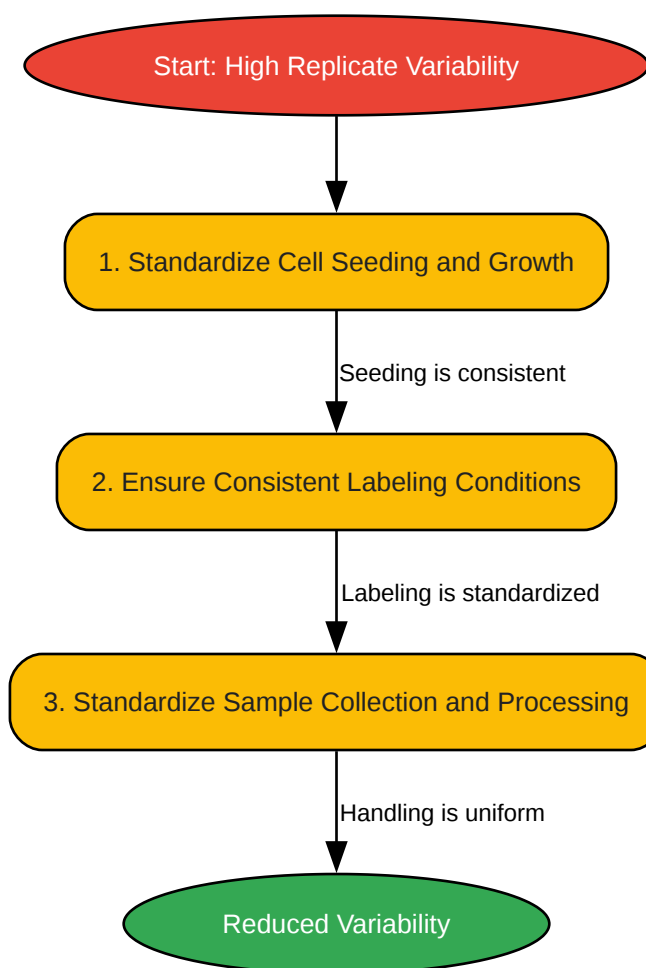 Start: High Replicate Variability
1. Standardize Cell Seeding and Growth
Seeding is consistent
2. Ensure Consistent Labeling Conditions
Labeling is standardized
3. Standardize Sample Collection and Processing
Handling is uniform
Reduced Variability